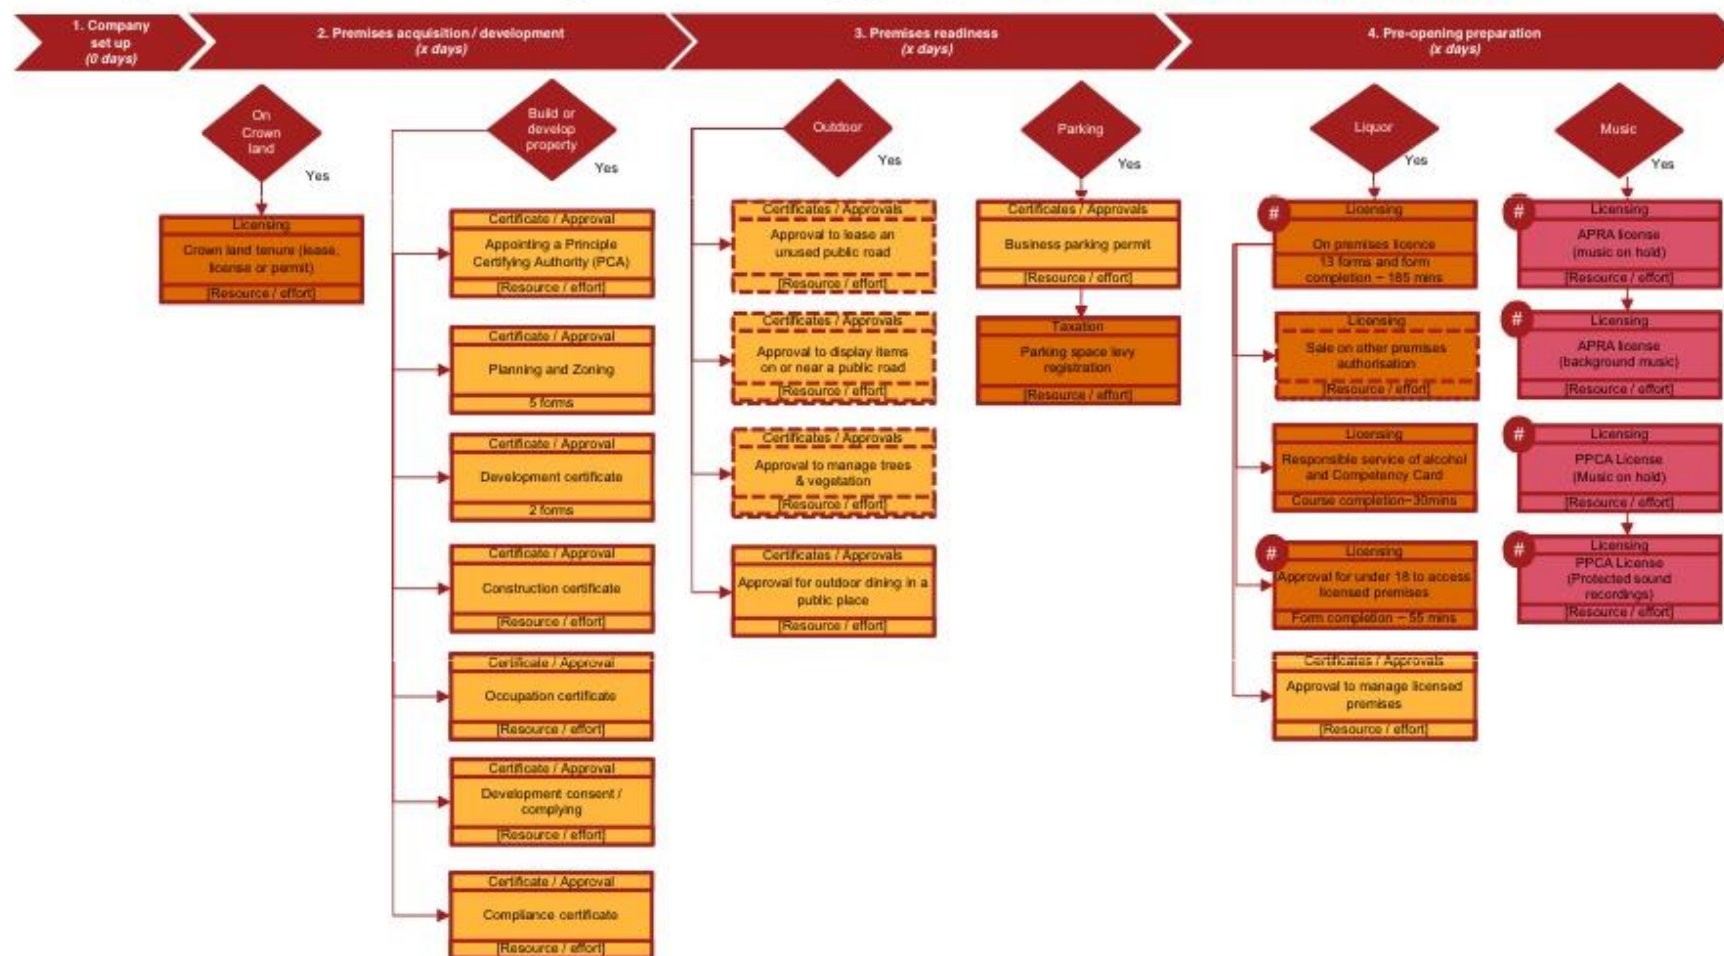 1. Company
set up
(0 days)
2. Premises acquisition / development
(x days)
3. Premises readiness
(x days)
4. Pre-opening preparation
(x days)
On
Crown
land
Yes
Licensing
Crown land tenure (lease,
license or permit)
[Resource / effort]
Build or
develop
property
Yes
Certificate / Approval
Appointing a Principle
Certifying Authority (PCA)
[Resource / effort]
Certificate / Approval
Planning and Zoning
5 forms
Certificate / Approval
Development certificate
2 forms
Certificate / Approval
Construction certificate
[Resource / effort]
Certificate / Approval
Occupation certificate
[Resource / effort]
Certificate / Approval
Development consent /
complying
[Resource / effort]
Certificate / Approval
Compliance certificate
[Resource / effort]
Outdoor
Yes
Certificates / Approvals
Approval to lease an
unused public road
[Resource / effort]
Certificates / Approvals
Approval to display items
on or near a public road
[Resource / effort]
Certificates / Approvals
Approval to manage trees
& vegetation
[Resource / effort]
Certificates / Approvals
Approval for outdoor dining in a
public place
[Resource / effort]
Parking
Yes
Certificates / Approvals
Business parking permit
[Resource / effort]
Taxation
Parking space levy
registration
[Resource / effort]
Liquor
Yes
#
Licensing
On premises licence
13 forms and form
completion ~ 185 mins
Licensing
Sale on other premises
authorisation
[Resource / effort]
Licensing
Responsible service of alcohol
and Competency Card
Course completion~30mins
#
Licensing
Approval for under 18 to access
licensed premises
Form completion ~ 55 mins
Certificates / Approvals
Approval to manage licensed
premises
[Resource / effort]
Music
Yes
#
Licensing
APRA license
(music on hold)
[Resource / effort]
#
Licensing
APRA license
(background music)
[Resource / effort]
#
Licensing
PPCA License
(Music on hold)
[Resource / effort]
#
Licensing
PPCA License
(Protected sound
recordings)
[Resource / effort]